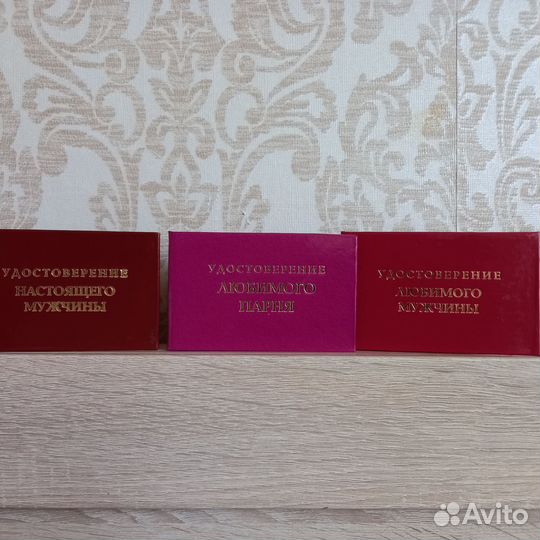 УДОСТОВЕРЕНИЕ
НАСТОЯЩЕГО
МУЖЧИНЫ
УДОСТОВЕРЕНИЕ
ЛЮБИМОГО
ПАРНЯ
УДОСТОВЕРЕНИЕ
ЛЮБИМОГО
МУЖЧИНЫ
Avito